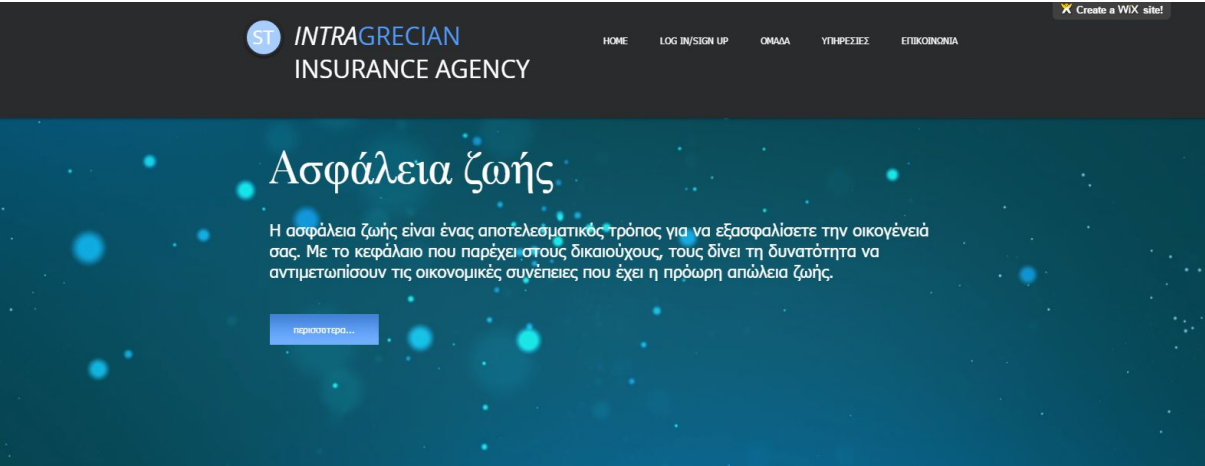 Create a WiX site!
ST
INTRAGRECIAN
INSURANCE AGENCY
HOME LOG IN/SIGN UP ΟΜΑΔΑ ΥΠΗΡΕΣΙΕΣ ΕΠΙΚΟΙΝΩΝΙΑ
Ασφάλεια ζωής
Η ασφάλεια ζωής είναι ένας αποτελεσματικός τρόπος για να εξασφαλίσετε την οικογένειά
σας. Με το κεφάλαιο που παρέχει στους δικαιούχους, τους δίνει τη δυνατότητα να
αντιμετωπίσουν τις οικονομικές συνέπειες που έχει η πρόωρη απώλεια ζωής.
περισσοτερα...